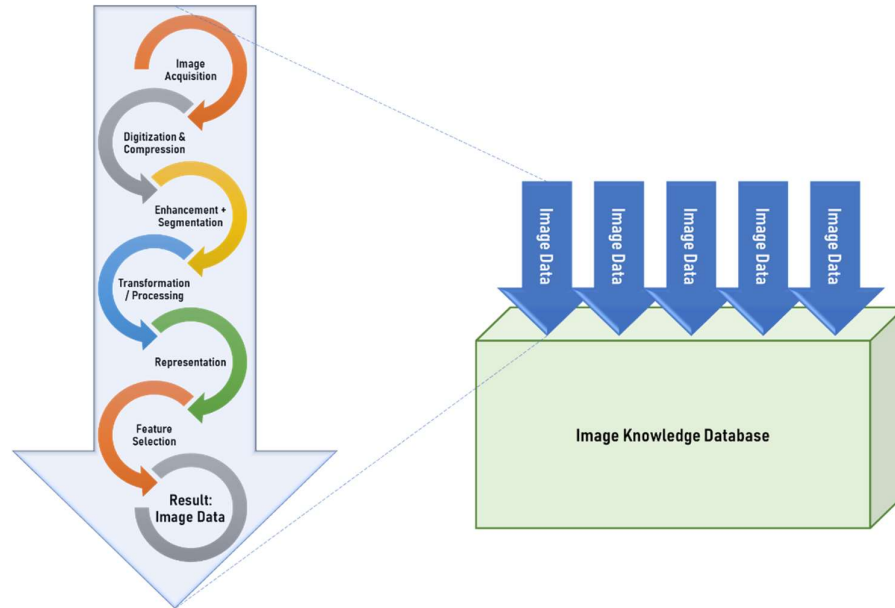 Image
Acquisition
Digitization &
Compression
Enhancement +
Segmentation
Transformation
/ Processing
Representation
Feature
Selection
Result:
Image Data
Image Data
Image Data
Image Data
Image Data
Image Data
Image Knowledge Database